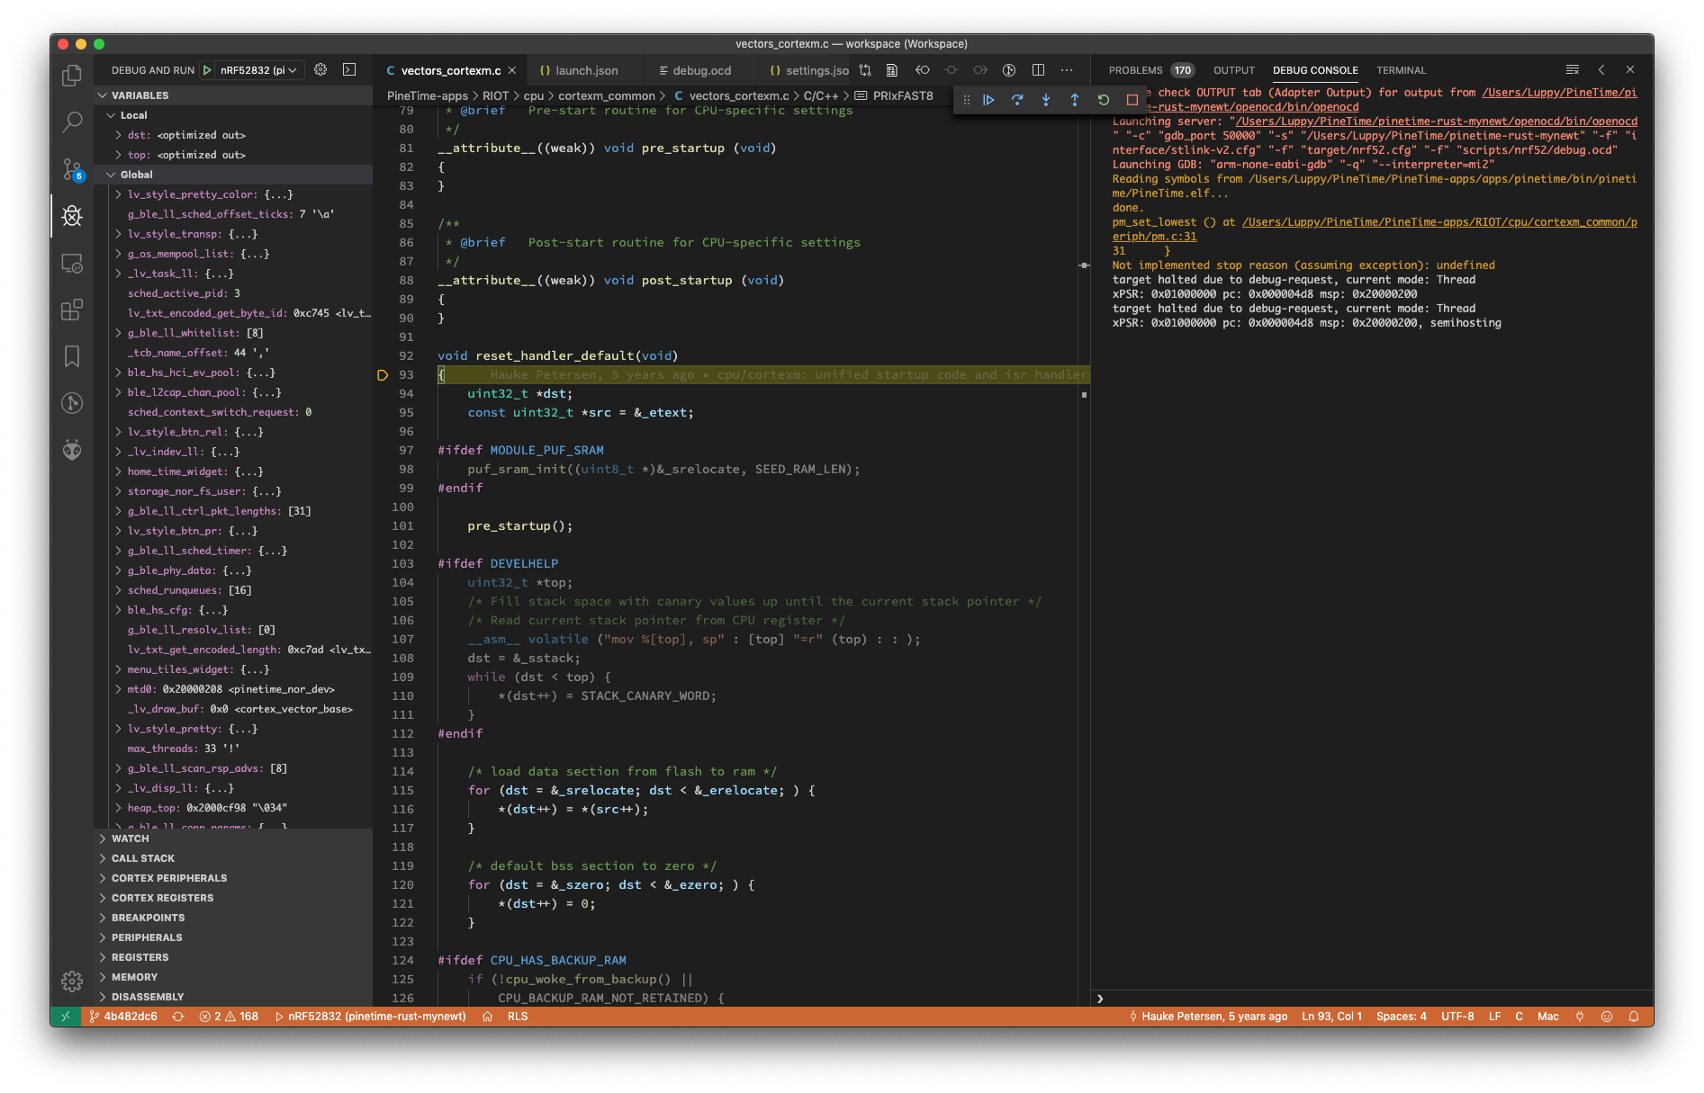 vectors_cortexm.c — workspace (Workspace)
DEBUG AND RUN nRF52832 (pi
vectors_cortexm.c
{} launch.json
debug.ocd
{} settings.jso
PROBLEMS 170 OUTPUT DEBUG CONSOLE TERMINAL
PineTime-apps > RIOT > cpu > cortexm_common > C vectors_cortexm.c > C/C++ > PRIxFAST8
VARIABLES
Local
dst: <optimized out>
top: <optimized out>
Global
lv_style_pretty_color: {...}
g_ble_ll_sched_offset_ticks: 7 '\a'
lv_style_transp: {...}
g_os_mempool_list: {...}
_lv_task_ll: {...}
sched_active_pid: 3
lv_txt_encoded_get_byte_id: 0xc745 <lv_t...
g_ble_ll_whitelist: [8]
_tcb_name_offset: 44 ','
ble_hs_hci_ev_pool: {...}
ble_l2cap_chan_pool: {...}
sched_context_switch_request: 0
lv_style_btn_rel: {...}
_lv_indev_ll: {...}
home_time_widget: {...}
storage_nor_fs_user: {...}
g_ble_ll_ctrl_pkt_lengths: [31]
lv_style_btn_pr: {...}
g_ble_ll_sched_timer: {...}
g_ble_phy_data: {...}
sched_runqueues: [16]
ble_hs_cfg: {...}
g_ble_ll_resolv_list: [0]
lv_txt_get_encoded_length: 0xc7ad <lv_tx...
menu_tiles_widget: {...}
mtd0: 0x20000208 <pinetime_nor_dev>
_lv_draw_buf: 0x0 <cortex_vector_base>
lv_style_pretty: {...}
max_threads: 33 '!'
g_ble_ll_scan_rsp_advs: [8]
_lv_disp_ll: {...}
heap_top: 0x2000cf98 "\034"
g_ble_ll_conn_params: {...}
WATCH
CALL STACK
CORTEX PERIPHERALS
CORTEX REGISTERS
BREAKPOINTS
PERIPHERALS
REGISTERS
MEMORY
DISASSEMBLY
79 * @brief Pre-start routine for CPU-specific settings
80 */
81 __attribute__((weak)) void pre_startup (void)
82 {
83 }
84
85 /**
86 * @brief Post-start routine for CPU-specific settings
87 */
88 __attribute__((weak)) void post_startup (void)
89 {
90 }
91
92 void reset_handler_default(void)
93 { Hauke Petersen, 5 years ago • cpu/cortexm: unified startup code and isr handler
94 uint32_t *dst;
95 const uint32_t *src = &_etext;
96
97 #ifdef MODULE_PUF_SRAM
98 puf_sram_init((uint8_t *)&_srelocate, SEED_RAM_LEN);
99 #endif
100
101 pre_startup();
102
103 #ifdef DEVELHELP
104 uint32_t *top;
105 /* Fill stack space with canary values up until the current stack pointer */
106 /* Read current stack pointer from CPU register */
107 __asm__ volatile ("mov %[top], sp" : [top] "=r" (top) : : );
108 dst = &_sstack;
109 while (dst < top) {
110 *(dst++) = STACK_CANARY_WORD;
111 }
112 #endif
113
114 /* load data section from flash to ram */
115 for (dst = &_srelocate; dst < &_erelocate; ) {
116 *(dst++) = *(src++);
117 }
118
119 /* default bss section to zero */
120 for (dst = &_szero; dst < &_ezero; ) {
121 *(dst++) = 0;
122 }
123
124 #ifdef CPU_HAS_BACKUP_RAM
125 if (!cpu_woke_from_backup() ||
126 CPU_BACKUP_RAM_NOT_RETAINED) {
e check OUTPUT tab (Adapter Output) for output from /Users/Luppy/PineTime/pi
e-rust-mynewt/openocd/bin/openocd
Launching server: "/Users/Luppy/PineTime/pinetime-rust-mynewt/openocd/bin/openocd
" "-c" "gdb_port 50000" "-s" "/Users/Luppy/PineTime/pinetime-rust-mynewt" "-f" "i
nterface/stlink-v2.cfg" "-f" "target/nrf52.cfg" "-f" "scripts/nrf52/debug.ocd"
Launching GDB: "arm-none-eabi-gdb" "-q" "--interpreter=mi2"
Reading symbols from /Users/Luppy/PineTime/PineTime-apps/apps/pinetime/bin/pineti
me/PineTime.elf...
done.
pm_set_lowest () at /Users/Luppy/PineTime/PineTime-apps/RIOT/cpu/cortexm_common/p
eriph/pm.c:31
31 }
Not implemented stop reason (assuming exception): undefined
target halted due to debug-request, current mode: Thread
xPSR: 0x01000000 pc: 0x000004d8 msp: 0x20000200
target halted due to debug-request, current mode: Thread
xPSR: 0x01000000 pc: 0x000004d8 msp: 0x20000200, semihosting
5
4b482dc6 2 168 nRF52832 (pinetime-rust-mynewt) RLS Hauke Petersen, 5 years ago Ln 93, Col 1 Spaces: 4 UTF-8 LF C Mac